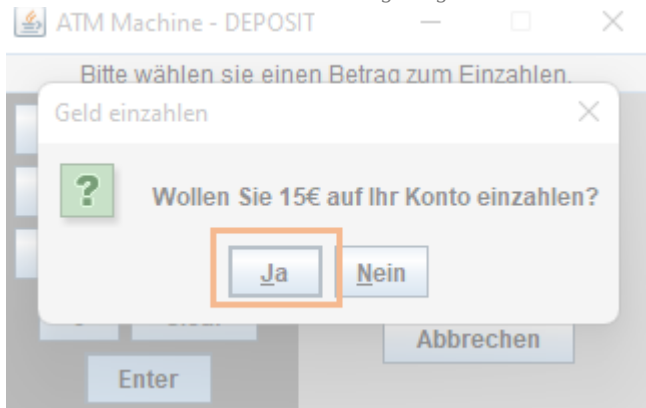 ATM Machine - DEPOSIT
Bitte wählen sie einen Betrag zum Einzahlen.
Geld einzahlen
?
Wollen Sie 15€ auf Ihr Konto einzahlen?
Ja Nein
Abbrechen
Enter